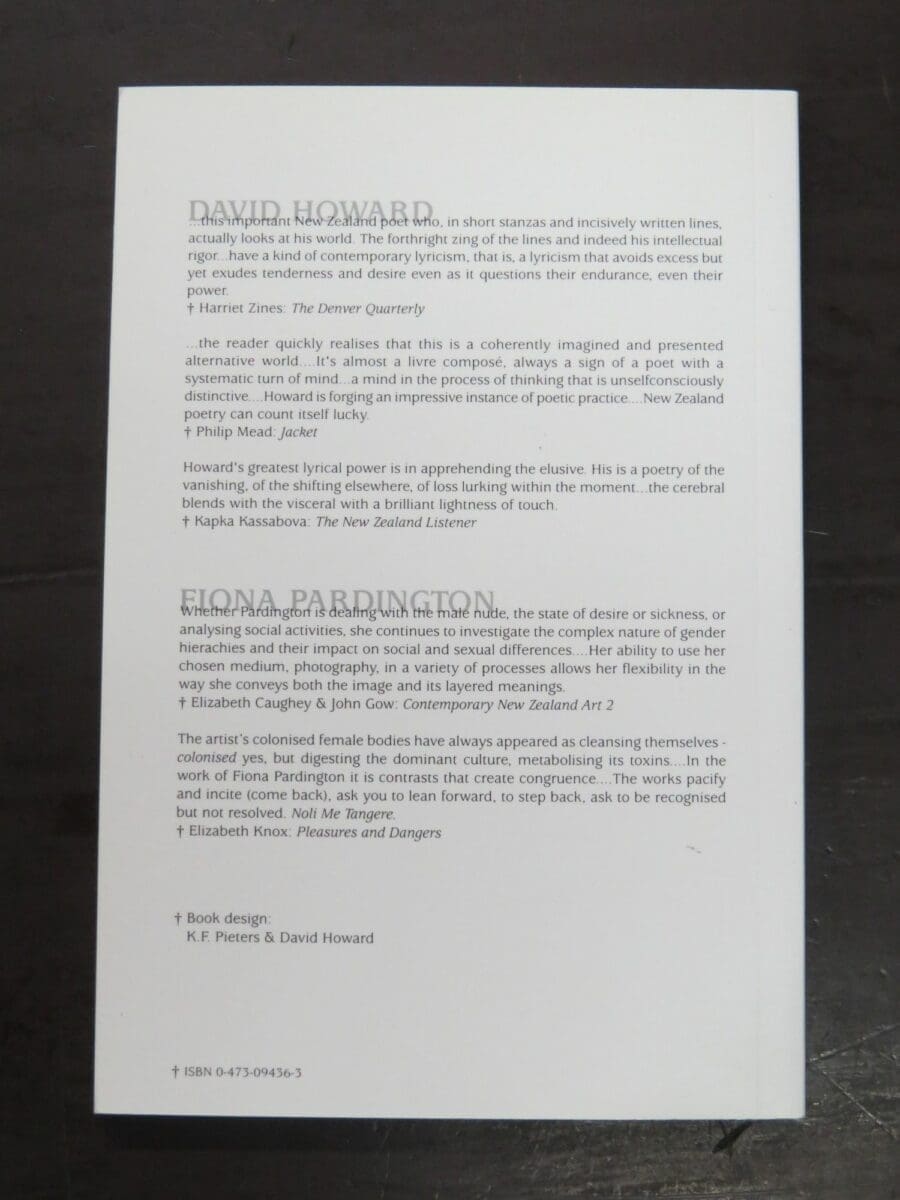 DAVID HOWARD
...this important New Zealand poet who, in short stanzas and incisively written lines,
actually looks at his world. The forthright zing of the lines and indeed his intellectual
rigor...have a kind of contemporary lyricism, that is, a lyricism that avoids excess but
yet exudes tenderness and desire even as it questions their endurance, even their
power.
† Harriet Zines: The Denver Quarterly
...the reader quickly realises that this is a coherently imagined and presented
alternative world....It's almost a livre composé, always a sign of a poet with a
systematic turn of mind...a mind in the process of thinking that is unselfconsciously
distinctive....Howard is forging an impressive instance of poetic practice....New Zealand
poetry can count itself lucky.
† Philip Mead: Jacket
Howard's greatest lyrical power is in apprehending the elusive. His is a poetry of the
vanishing, of the shifting elsewhere, of loss lurking within the moment...the cerebral
blends with the visceral with a brilliant lightness of touch.
† Kapka Kassabova: The New Zealand Listener
FIONA PARDINGTON
Whether Pardington is dealing with the male nude, the state of desire or sickness, or
analysing social activities, she continues to investigate the complex nature of gender
hierachies and their impact on social and sexual differences....Her ability to use her
chosen medium, photography, in a variety of processes allows her flexibility in the
way she conveys both the image and its layered meanings.
† Elizabeth Caughey & John Gow: Contemporary New Zealand Art 2
The artist's colonised female bodies have always appeared as cleansing themselves -
colonised yes, but digesting the dominant culture, metabolising its toxins....In the
work of Fiona Pardington it is contrasts that create congruence....The works pacify
and incite (come back), ask you to lean forward, to step back, ask to be recognised
but not resolved. Noli Me Tangere.
† Elizabeth Knox: Pleasures and Dangers
† Book design:
K.F. Pieters & David Howard
† ISBN 0-473-09436-3